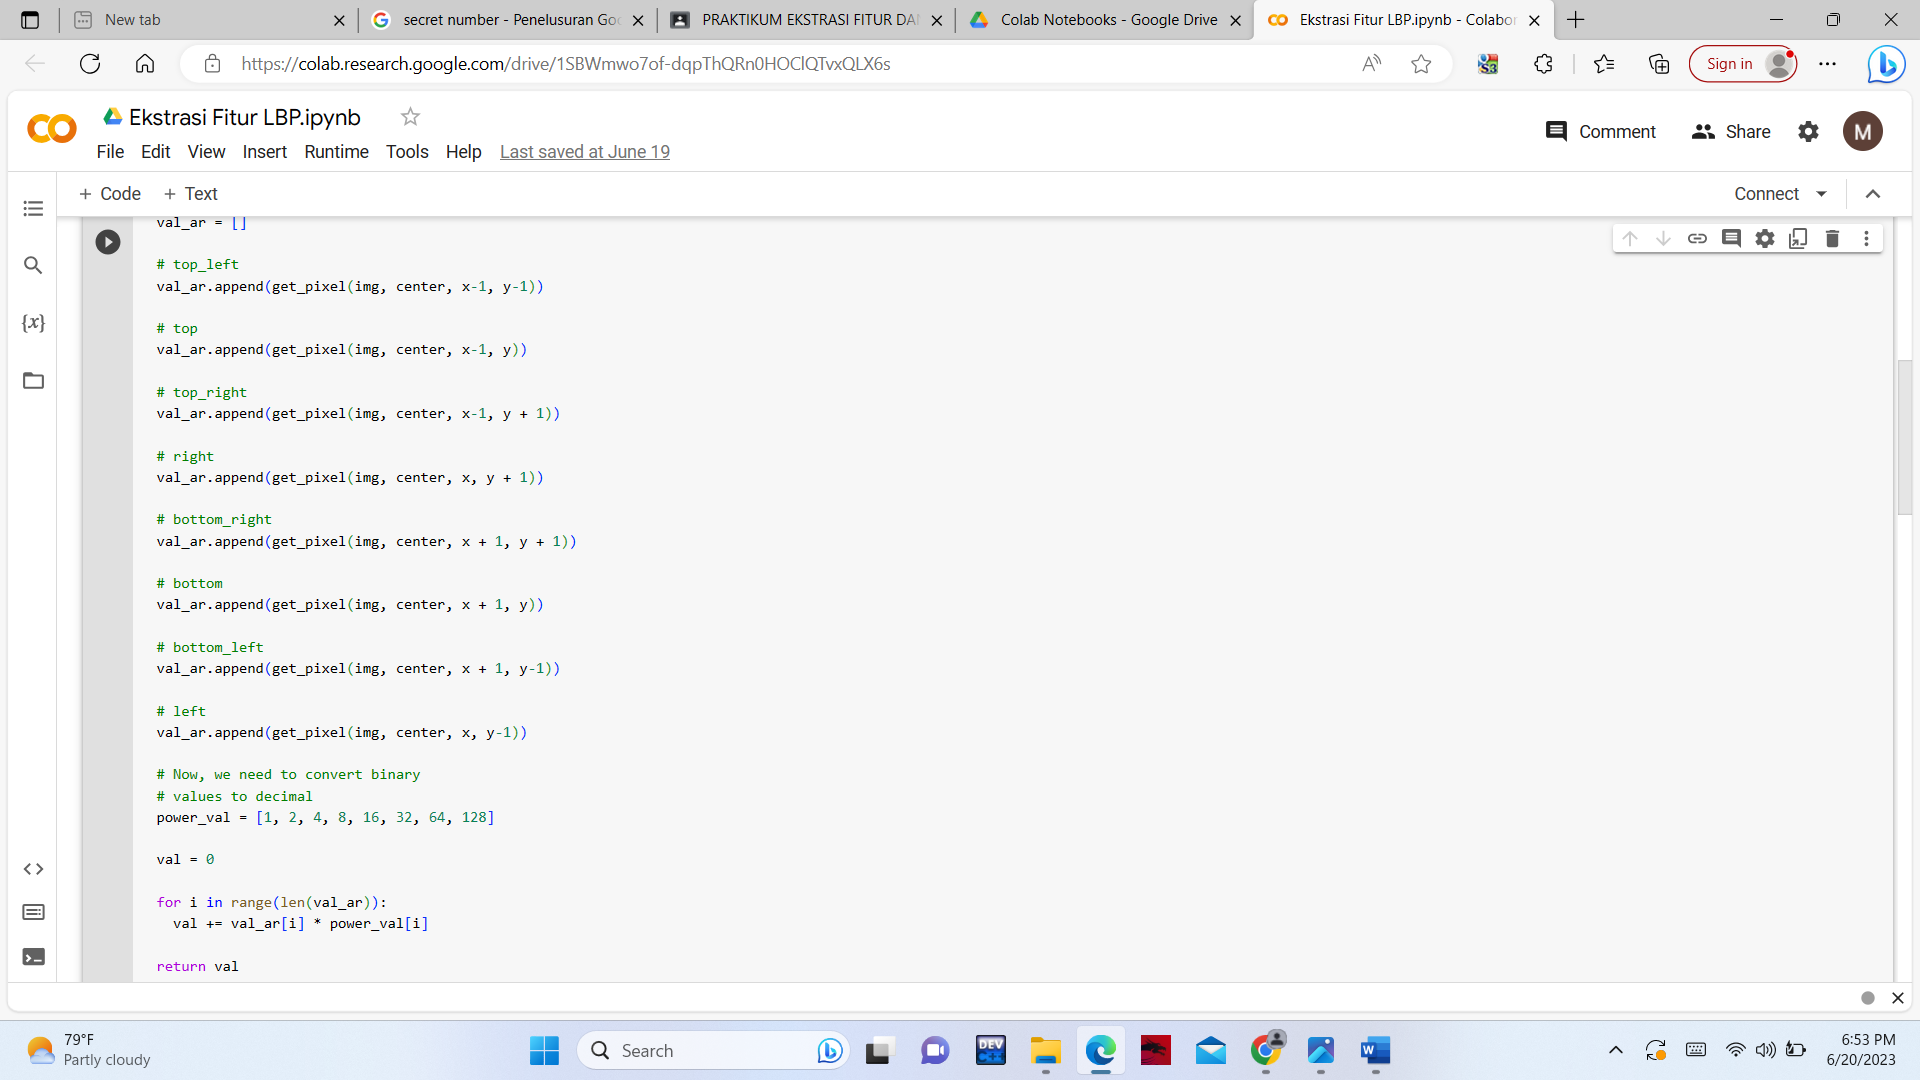 New tab
secret number - Penelusuran Goo
PRAKTIKUM EKSTRASI FITUR DA
Colab Notebooks - Google Drive
Ekstrasi Fitur LBP.ipynb - Colabor
https://colab.research.google.com/drive/1SBWmwo7of-dqpThQRn0HOClQTvxQLX6s
Sign in
Ekstrasi Fitur LBP.ipynb
Comment
Share
M
File Edit View Insert Runtime Tools Help Last saved at June 19
+ Code + Text
Connect
val_ar = []
# top_left
val_ar.append(get_pixel(img, center, x-1, y-1))
# top
val_ar.append(get_pixel(img, center, x-1, y))
# top_right
val_ar.append(get_pixel(img, center, x-1, y + 1))
# right
val_ar.append(get_pixel(img, center, x, y + 1))
# bottom_right
val_ar.append(get_pixel(img, center, x + 1, y + 1))
# bottom
val_ar.append(get_pixel(img, center, x + 1, y))
# bottom_left
val_ar.append(get_pixel(img, center, x + 1, y-1))
# left
val_ar.append(get_pixel(img, center, x, y-1))
# Now, we need to convert binary
# values to decimal
power_val = [1, 2, 4, 8, 16, 32, 64, 128]
val = 0
for i in range(len(val_ar)):
val += val_ar[i] * power_val[i]
return val
79°F
Partly cloudy
Search
DEV
C++
6:53 PM
6/20/2023